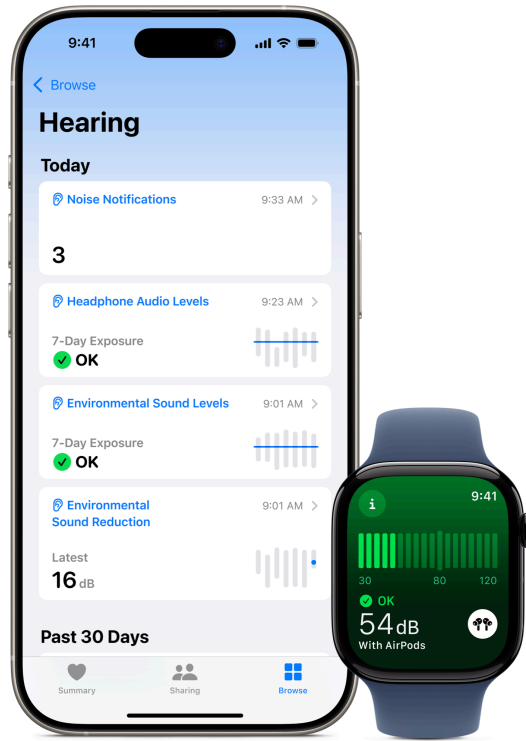 9:41
Browse
Hearing
Today
Noise Notifications
9:33 AM
3
Headphone Audio Levels
9:23 AM
7-Day Exposure
OK
Environmental Sound Levels
9:01 AM
7-Day Exposure
OK
Environmental
Sound Reduction
9:01 AM
Latest
16 dB
Past 30 Days
Summary
Sharing
Browse
i
9:41
30
80
120
OK
54 dB
With AirPods